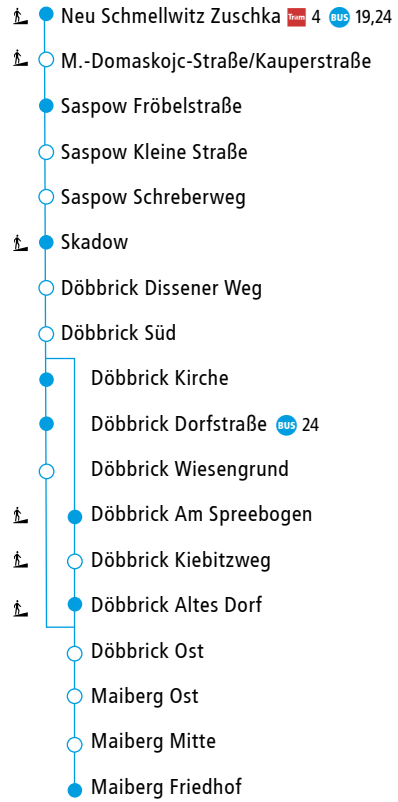 Neu Schmellwitz Zuschka Tram 4 BUS 19,24
M.-Domaskojc-Straße/Kauperstraße
Saspow Fröbelstraße
Saspow Kleine Straße
Saspow Schreberweg
Skadow
Döbbrick Dissener Weg
Döbbrick Süd
Döbbrick Kirche
Döbbrick Dorfstraße BUS 24
Döbbrick Wiesengrund
Döbbrick Am Spreebogen
Döbbrick Kiebitzweg
Döbbrick Altes Dorf
Döbbrick Ost
Maiberg Ost
Maiberg Mitte
Maiberg Friedhof